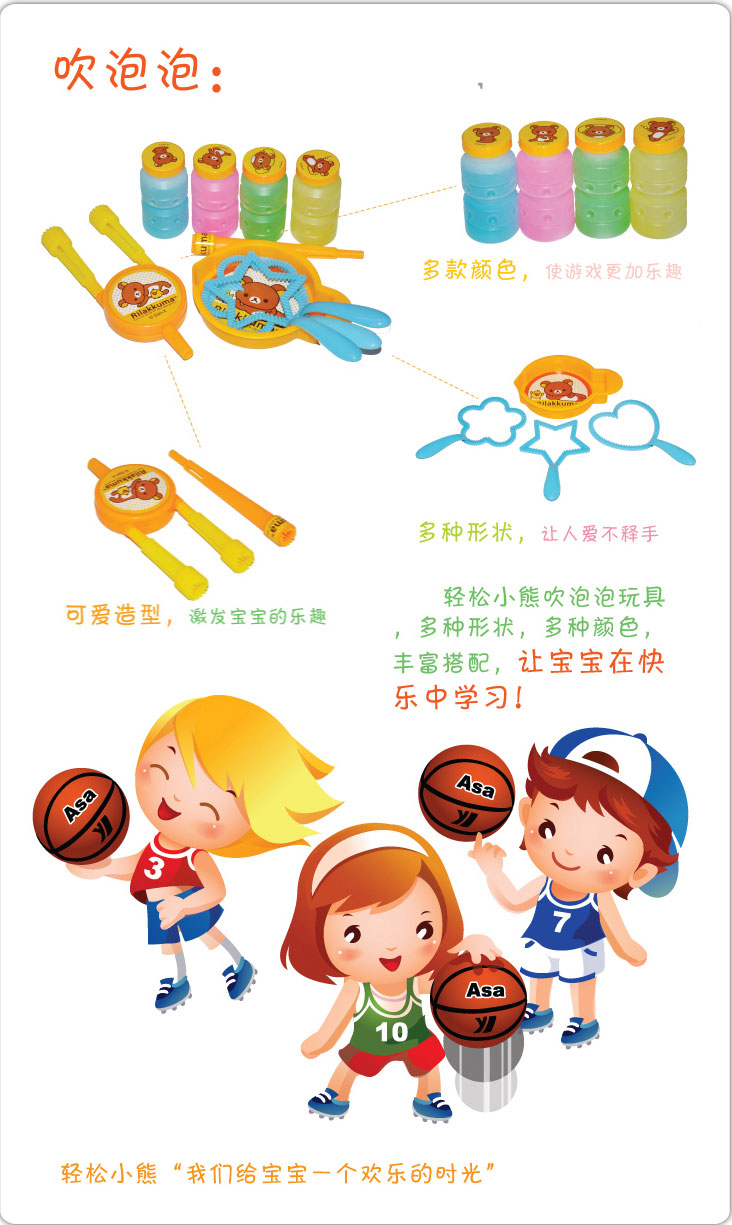 吹泡泡：
多款颜色，使游戏更加乐趣
Rilakkuma
Rilakkuma
多种形状，让人爱不释手
可爱造型，激发宝宝的乐趣
轻松小熊吹泡泡玩具
，多种形状，多种颜色，
丰富搭配，让宝宝在快
乐中学习！
Asa
3
Asa
7
Asa
10
轻松小熊“我们给宝宝一个欢乐的时光”